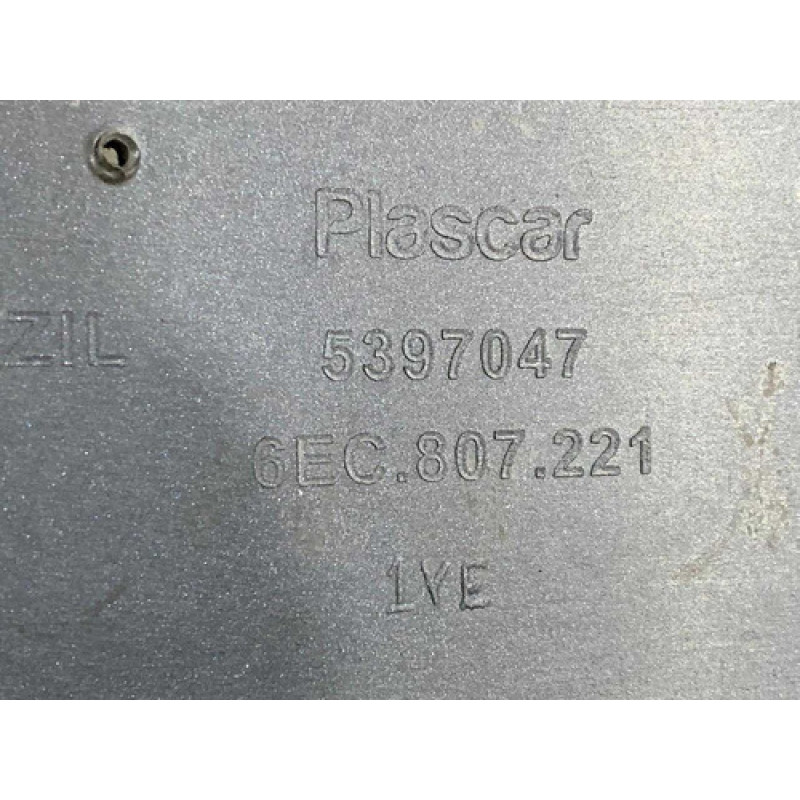 Plascar
ZIL 5397047
6EC.807.221
1VE